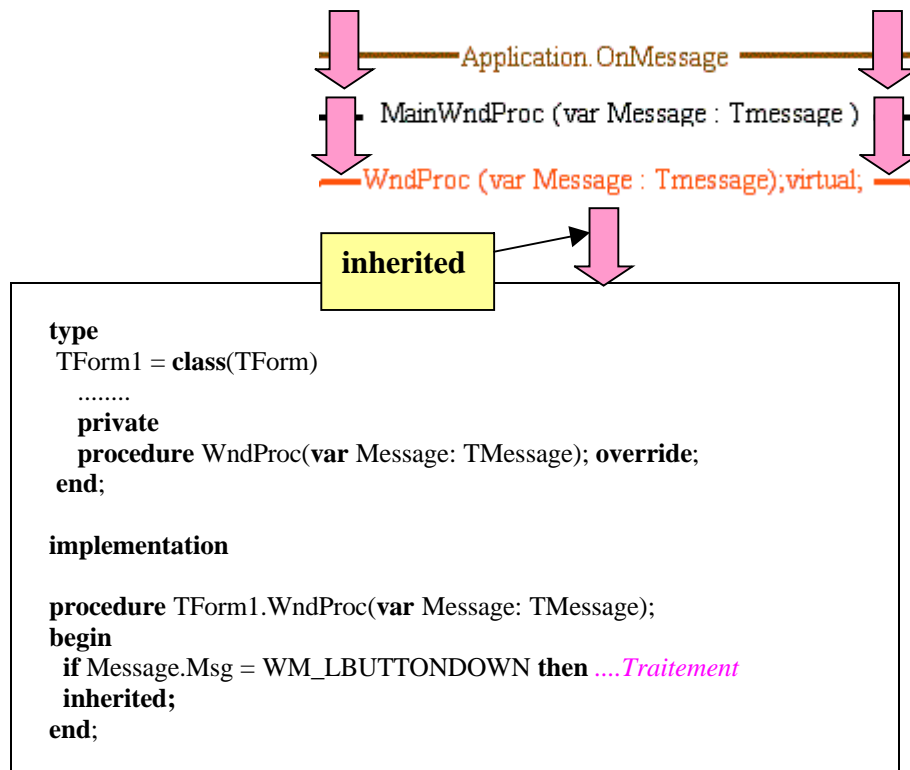 Application.OnMessage
MainWndProc (var Message : Tmessage )
WndProc (var Message : Tmessage);virtual;
inherited
type
TForm1 = class(TForm)
........
private
procedure WndProc(var Message: TMessage); override;
end;
implementation
procedure TForm1.WndProc(var Message: TMessage);
begin
if Message.Msg = WM_LBUTTONDOWN then ....Traitement
inherited;
end;